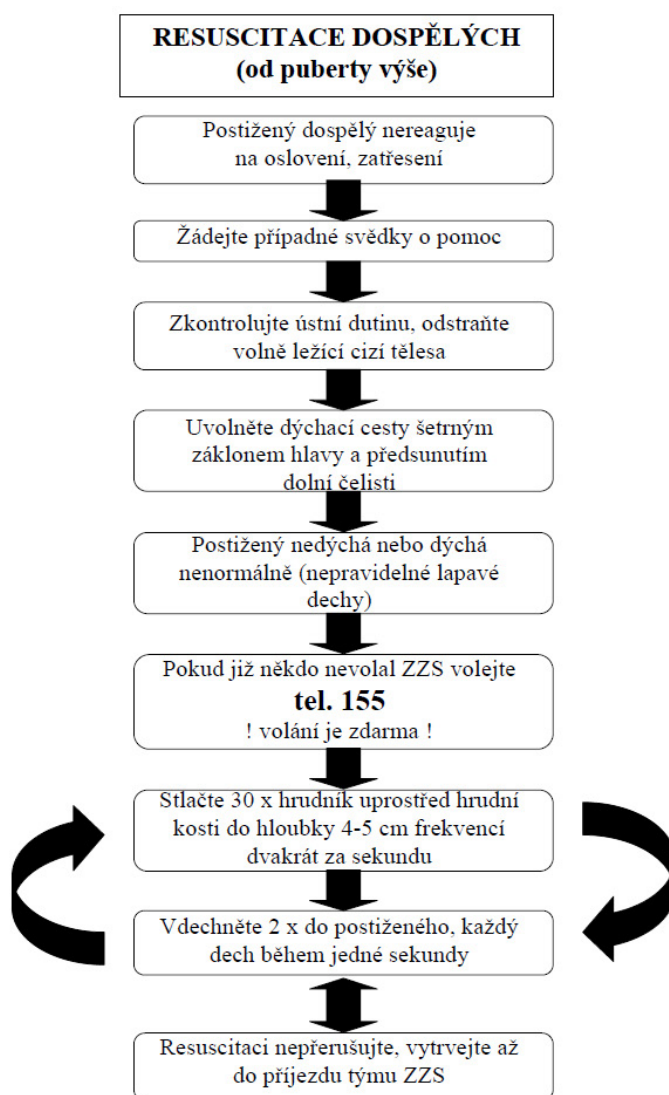 RESUSCITACE DOSPĚLÝCH
(od puberty výše)
Postižený dospělý nereaguje
na oslovení, zatřesení
Žádejte případné svědky o pomoc
Zkontrolujte ústní dutinu, odstraňte
volně ležící cizí tělesa
Uvolněte dýchací cesty šetrným
záklonem hlavy a předsunutím
dolní čelisti
Postižený nedýchá nebo dýchá
nenormálně (nepravidelné lapavé
dechy)
Pokud již někdo nevolal ZZS volejte
tel. 155
! volání je zdarma !
Stlačte 30 x hrudník uprostřed hrudní
kosti do hloubky 4-5 cm frekvencí
dvakrát za sekundu
Vdechněte 2 x do postiženého, každý
dech během jedné sekundy
Resuscitaci nepřerušujte, vytrvejte až
do příjezdu týmu ZZS